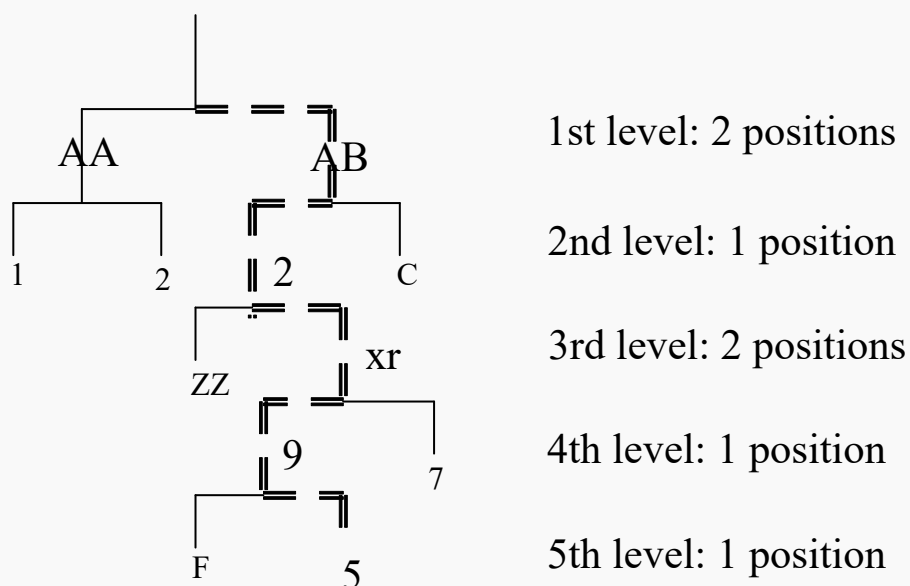 1st level: 2 positions
AA
AB
2nd level: 1 position
1
2
2
C
3rd level: 2 positions
ZZ
xr
4th level: 1 position
9
7
5th level: 1 position
F
5